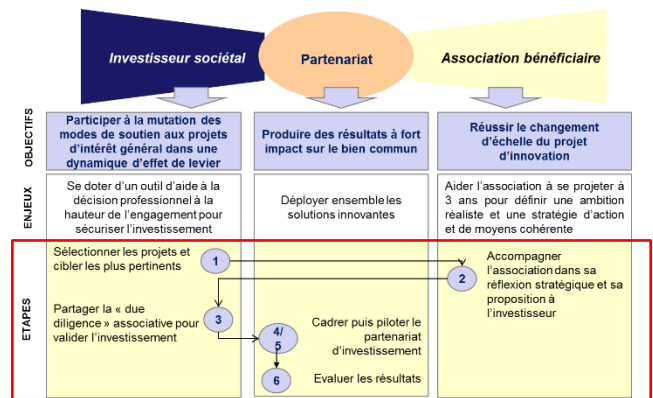 Investisseur sociétal
Partenariat
Association bénéficiaire
OBJECTIFS
Participer à la mutation des
modes de soutien aux projets
d'intérêt général dans une
dynamique d'effet de levier
Produire des résultats à fort
impact sur le bien commun
Réussir le changement
d'échelle du projet
d'innovation
ENJEUX
Se doter d'un outil d'aide à la
décision professionnel à la
hauteur de l'engagement pour
sécuriser l'investissement
Déployer ensemble les
solutions innovantes
Aider l'association à se projeter à
3 ans pour définir une ambition
réaliste et une stratégie d'action
et de moyens cohérente
ETAPES
Sélectionner les projets et
cibler les plus pertinents
1
2
Accompagner
l'association dans sa
réflexion stratégique et sa
proposition à
l'investisseur
Partager la « due
diligence » associative pour
valider l'investissement
3
4/
5
Cadrer puis piloter le
partenariat
d'investissement
6
Evaluer les résultats